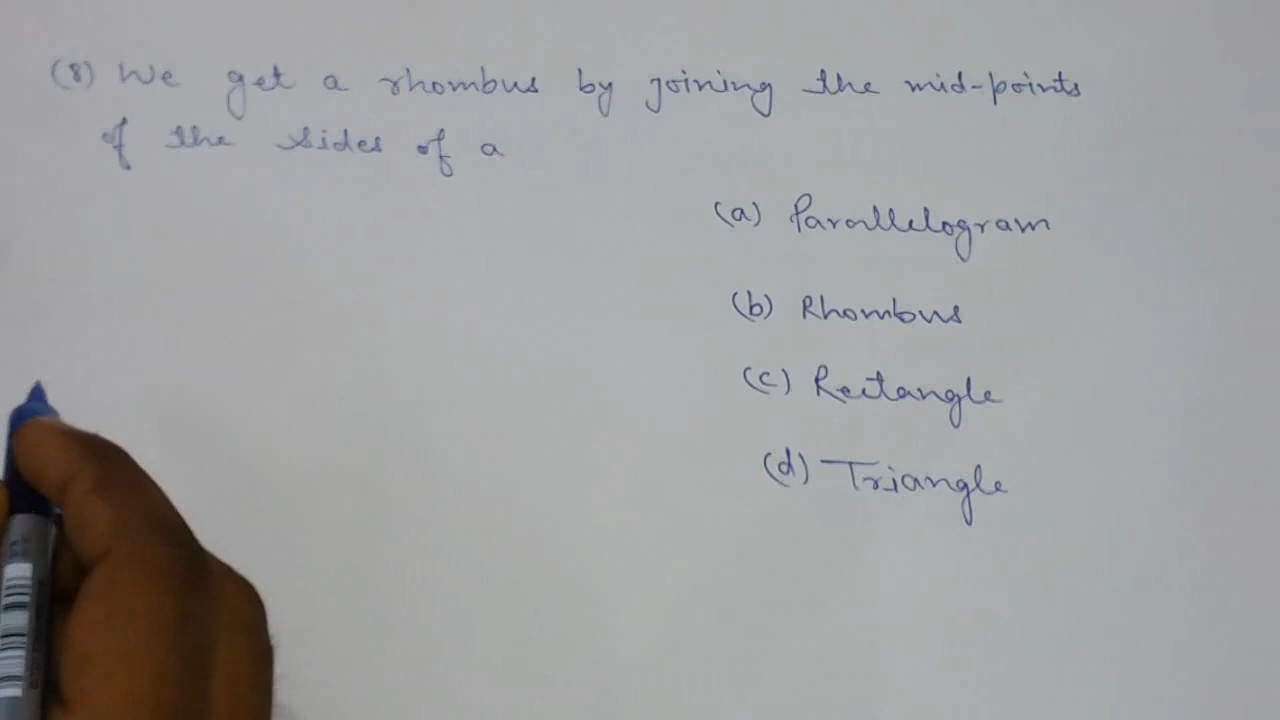 (8) We get a rhombus by joining the mid-points
of the sides of a
(a) Parallelogram
(b) Rhombus
(c) Rectangle
(d) Triangle